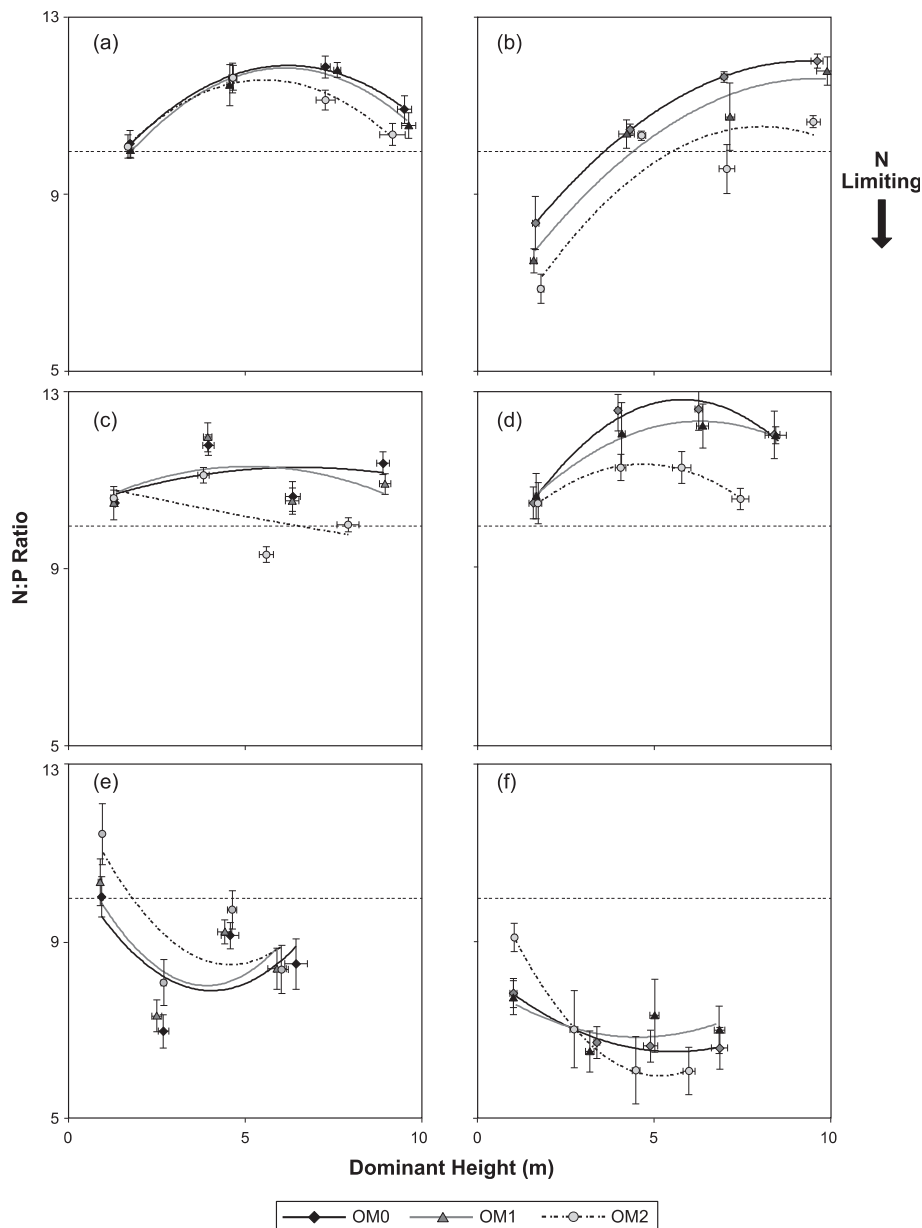 13
(a)
(b)
9
N
Limiting
5
13
(c)
(d)
9
N:P Ratio
5
13
(e)
(f)
9
5
0
5
10
0
5
10
Dominant Height (m)
OM0
OM1
OM2